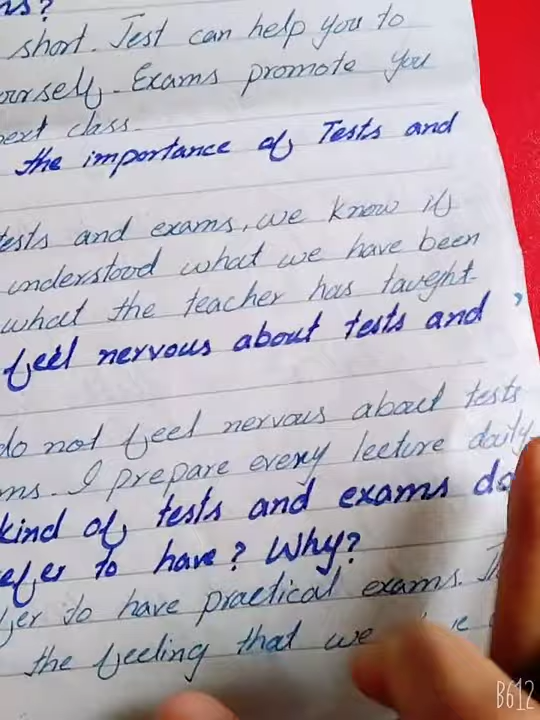 ns?
short. Test can help you to
ourself. Exams promote you
next class.
the importance of Tests and
tests and exams, we know if
understood what we have been
what the teacher has taught.
feel nervous about tests and
do not feel nervous about tests
ms. I prepare every lecture daily
kind of tests and exams do
efer to have? Why?
fer to have practical exams.
the feeling that we
B612